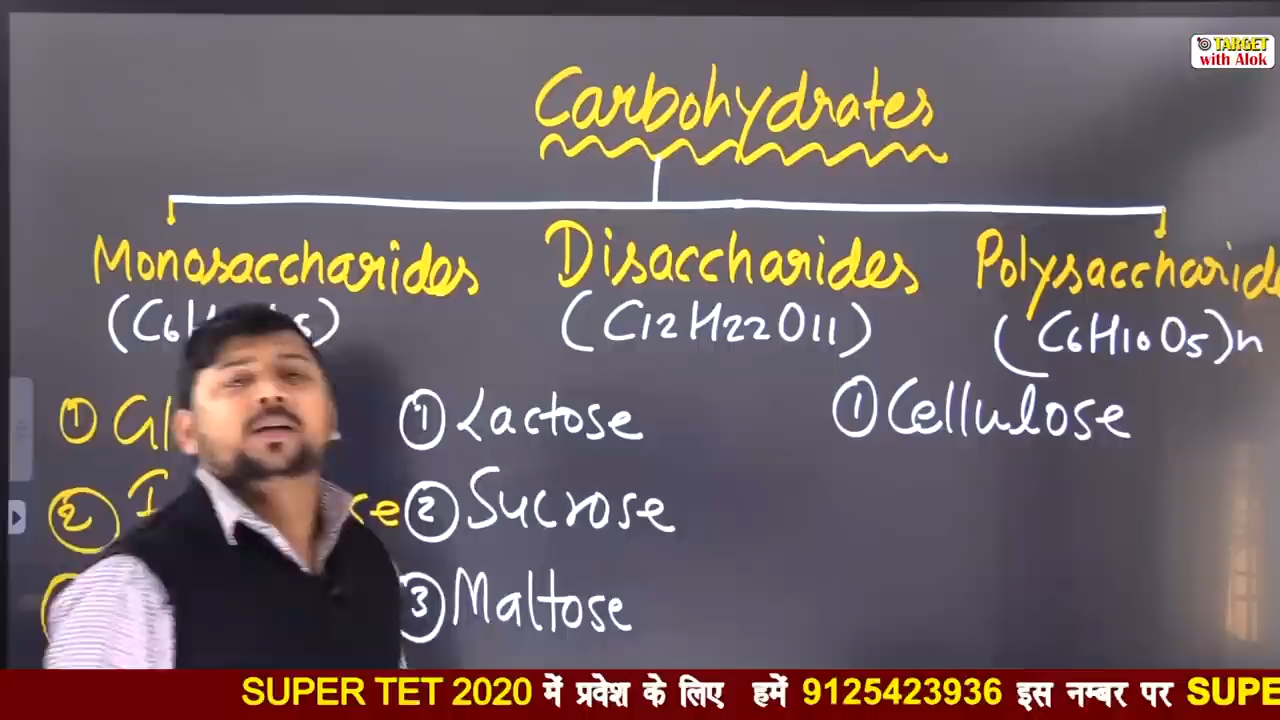 TARGET
with Alok
Carbohydrates
Monosaccharides Disaccharides Polysaccharid
(C12H22O11) (C6H10O5)n
① Lactose ① Cellulose
② ② Sucrose
③ Maltose
SUPER TET 2020 में प्रवेश के लिए हमें 9125423936 इस नम्बर पर SUPE